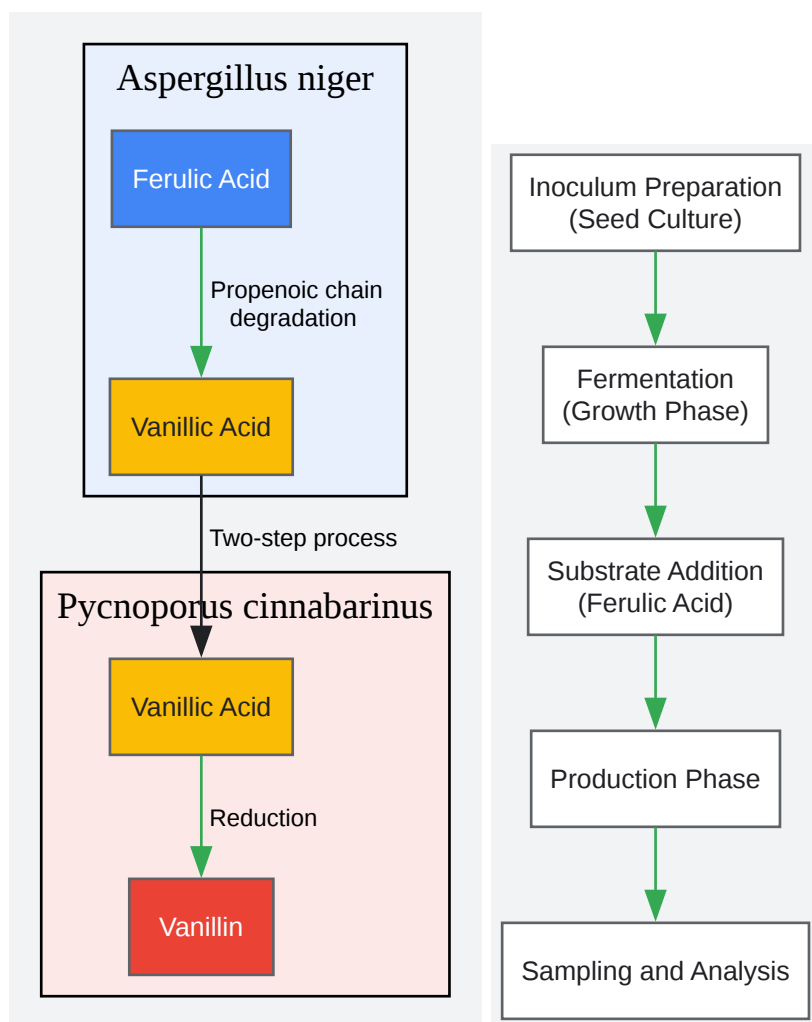 Aspergillus niger
Ferulic Acid
Propenoic chain
degradation
Vanillic Acid
Two-step process
Pycnoporus cinnabarinus
Vanillic Acid
Reduction
Vanillin
Inoculum Preparation
(Seed Culture)
Fermentation
(Growth Phase)
Substrate Addition
(Ferulic Acid)
Production Phase
Sampling and Analysis